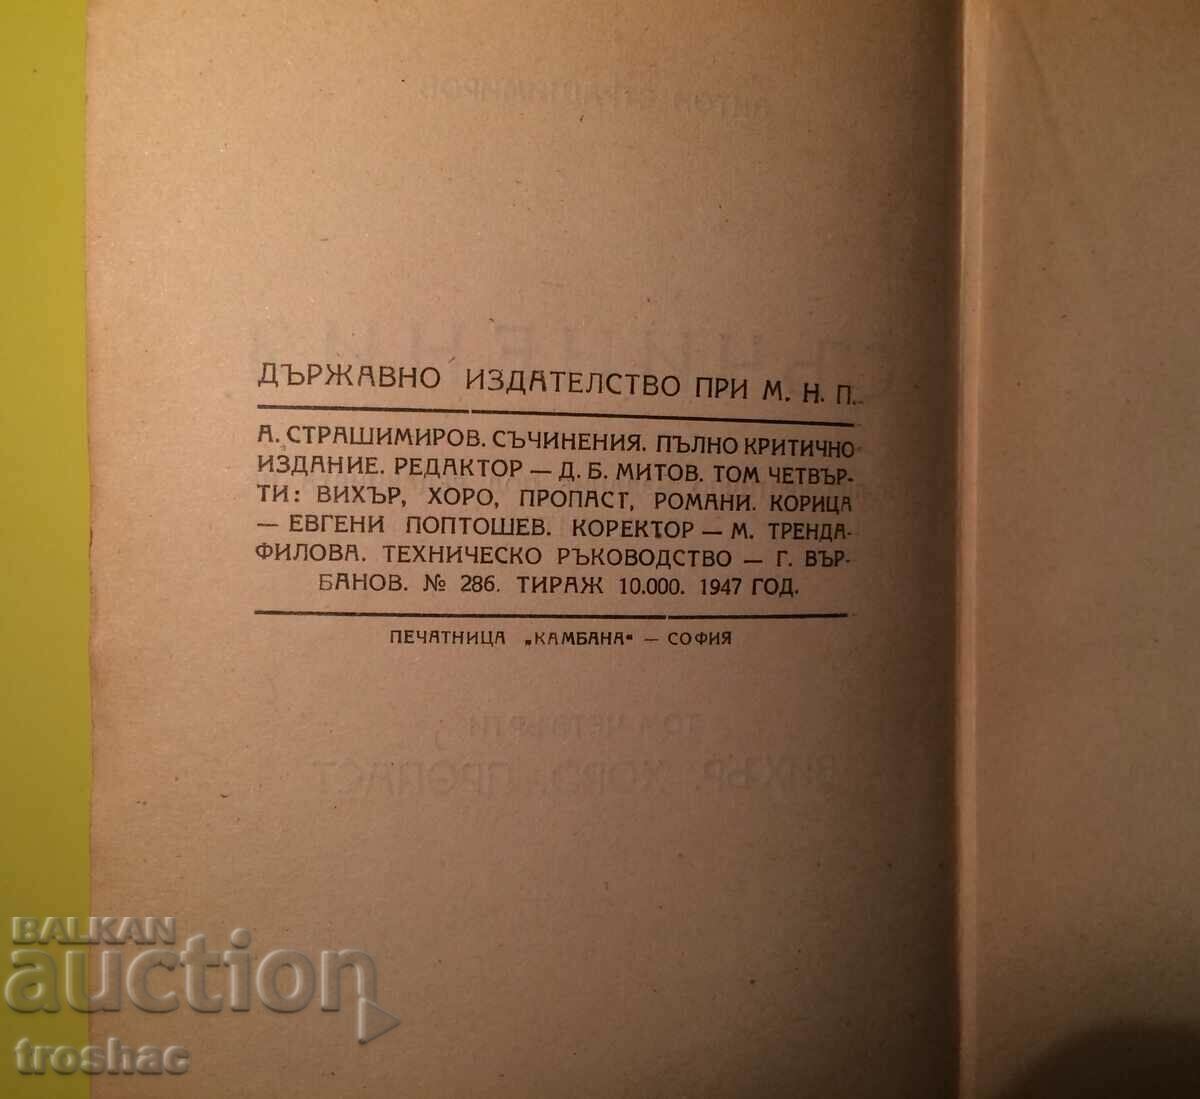 ДЪРЖАВНО ИЗДАТЕЛСТВО ПРИ М. Н. П.
А. СТРАШИМИРОВ. СЪЧИНЕНИЯ. ПЪЛНО КРИТИЧНО
ИЗДАНИЕ. РЕДАКТОР — Д. Б. МИТОВ. ТОМ ЧЕТВЪР-
ТИ: ВИХЪР, ХОРО, ПРОПАСТ, РОМАНИ. КОРИЦА
— ЕВГЕНИ ПОПТОШЕВ. КОРЕКТОР — М. ТРЕНДА-
ФИЛОВА. ТЕХНИЧЕСКО РЪКОВОДСТВО — Г. ВЪР-
БАНОВ. № 286. ТИРАЖ 10.000. 1947 ГОД.
ПЕЧАТНИЦА „КАМБАНА" — СОФИЯ
BALKAN
auction
troshac